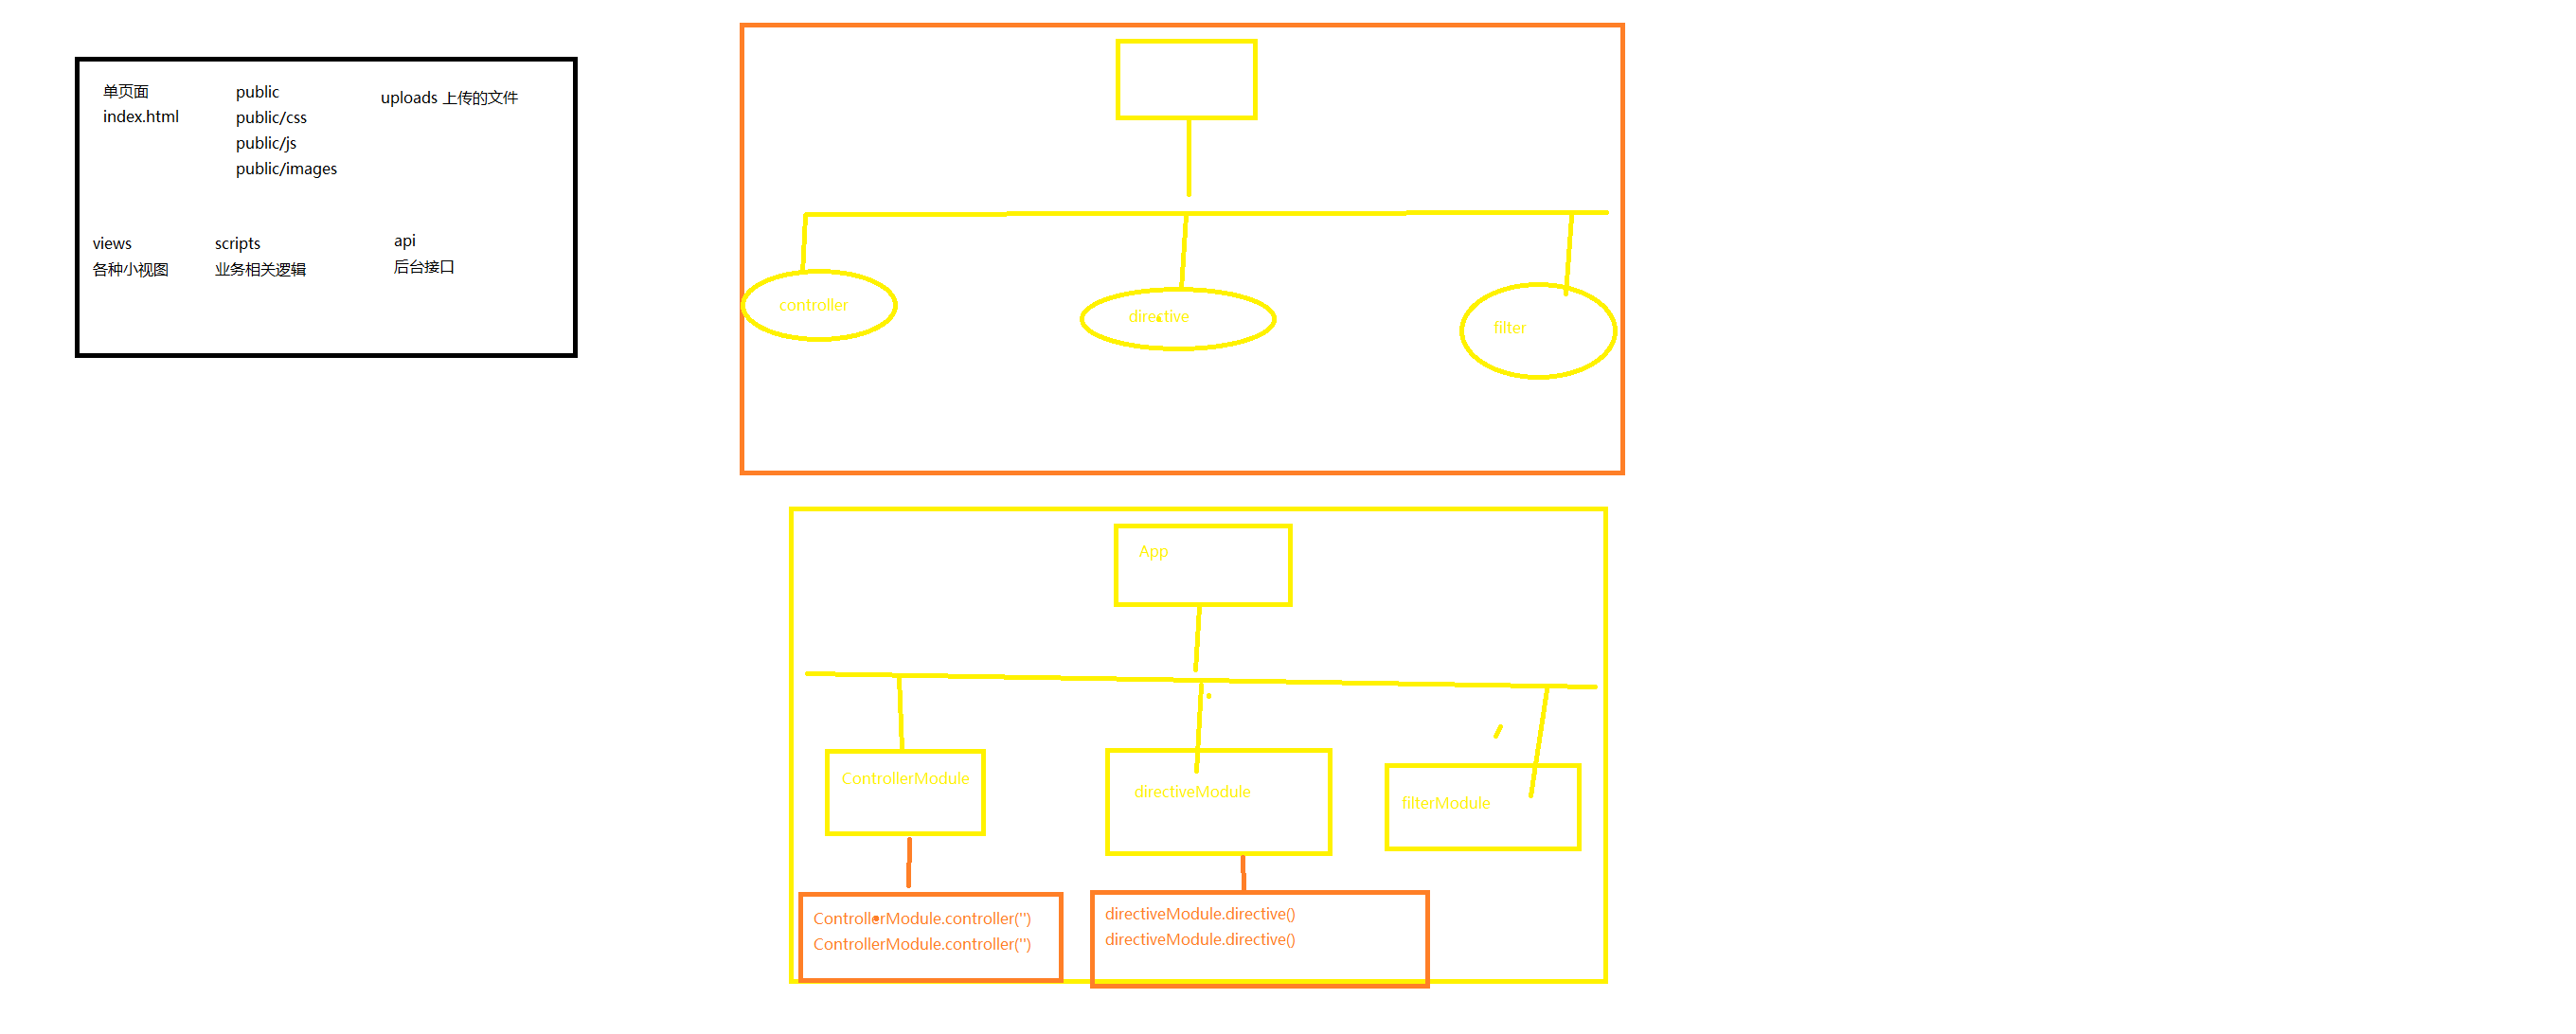 单页面
index.html
public
public/css
public/js
public/images
uploads 上传的文件
views
各种小视图
scripts
业务相关逻辑
api
后台接口
controller
directive
filter
App
ControllerModule
directiveModule
filterModule
ControllerModule.controller('')
ControllerModule.controller('')
directiveModule.directive()
directiveModule.directive()